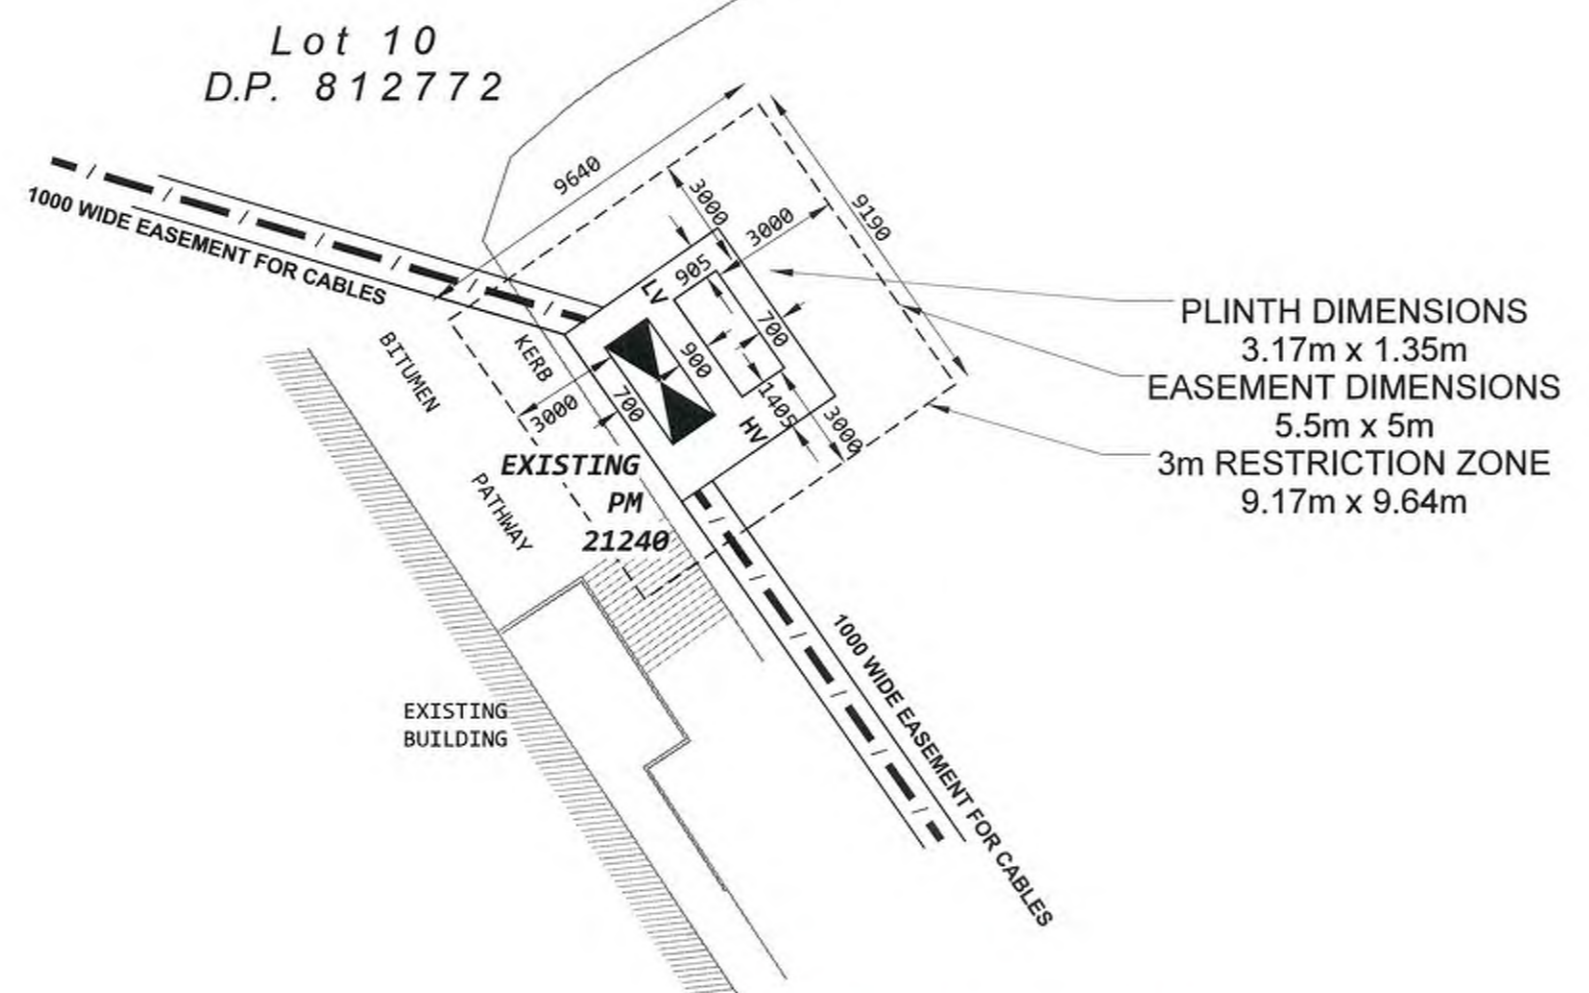 Lot 10
D.P. 812772
9640
3000
3000
9190
1000 WIDE EASEMENT FOR CABLES
905
LV
700
900
KERB
BITUMEN
3000
700
1405
HV
3000
PLINTH DIMENSIONS
3.17m x 1.35m
EASEMENT DIMENSIONS
5.5m x 5m
3m RESTRICTION ZONE
9.17m x 9.64m
EXISTING
PM
21240
PATHWAY
EXISTING
BUILDING
1000 WIDE EASEMENT FOR CABLES